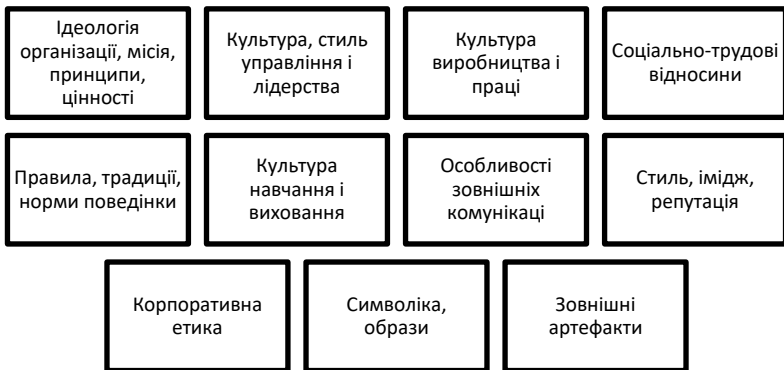 Ідеологія
організації, місія,
принципи,
цінності
Культура, стиль
управління і
лідерства
Культура
виробництва і
праці
Соціально-трудові
відносини
Правила, традиції,
норми поведінки
Культура
навчання і
виховання
Особливості
зовнішніх
комунікаці
Стиль, імідж,
репутація
Корпоративна
етика
Символіка,
образи
Зовнішні
артефакти